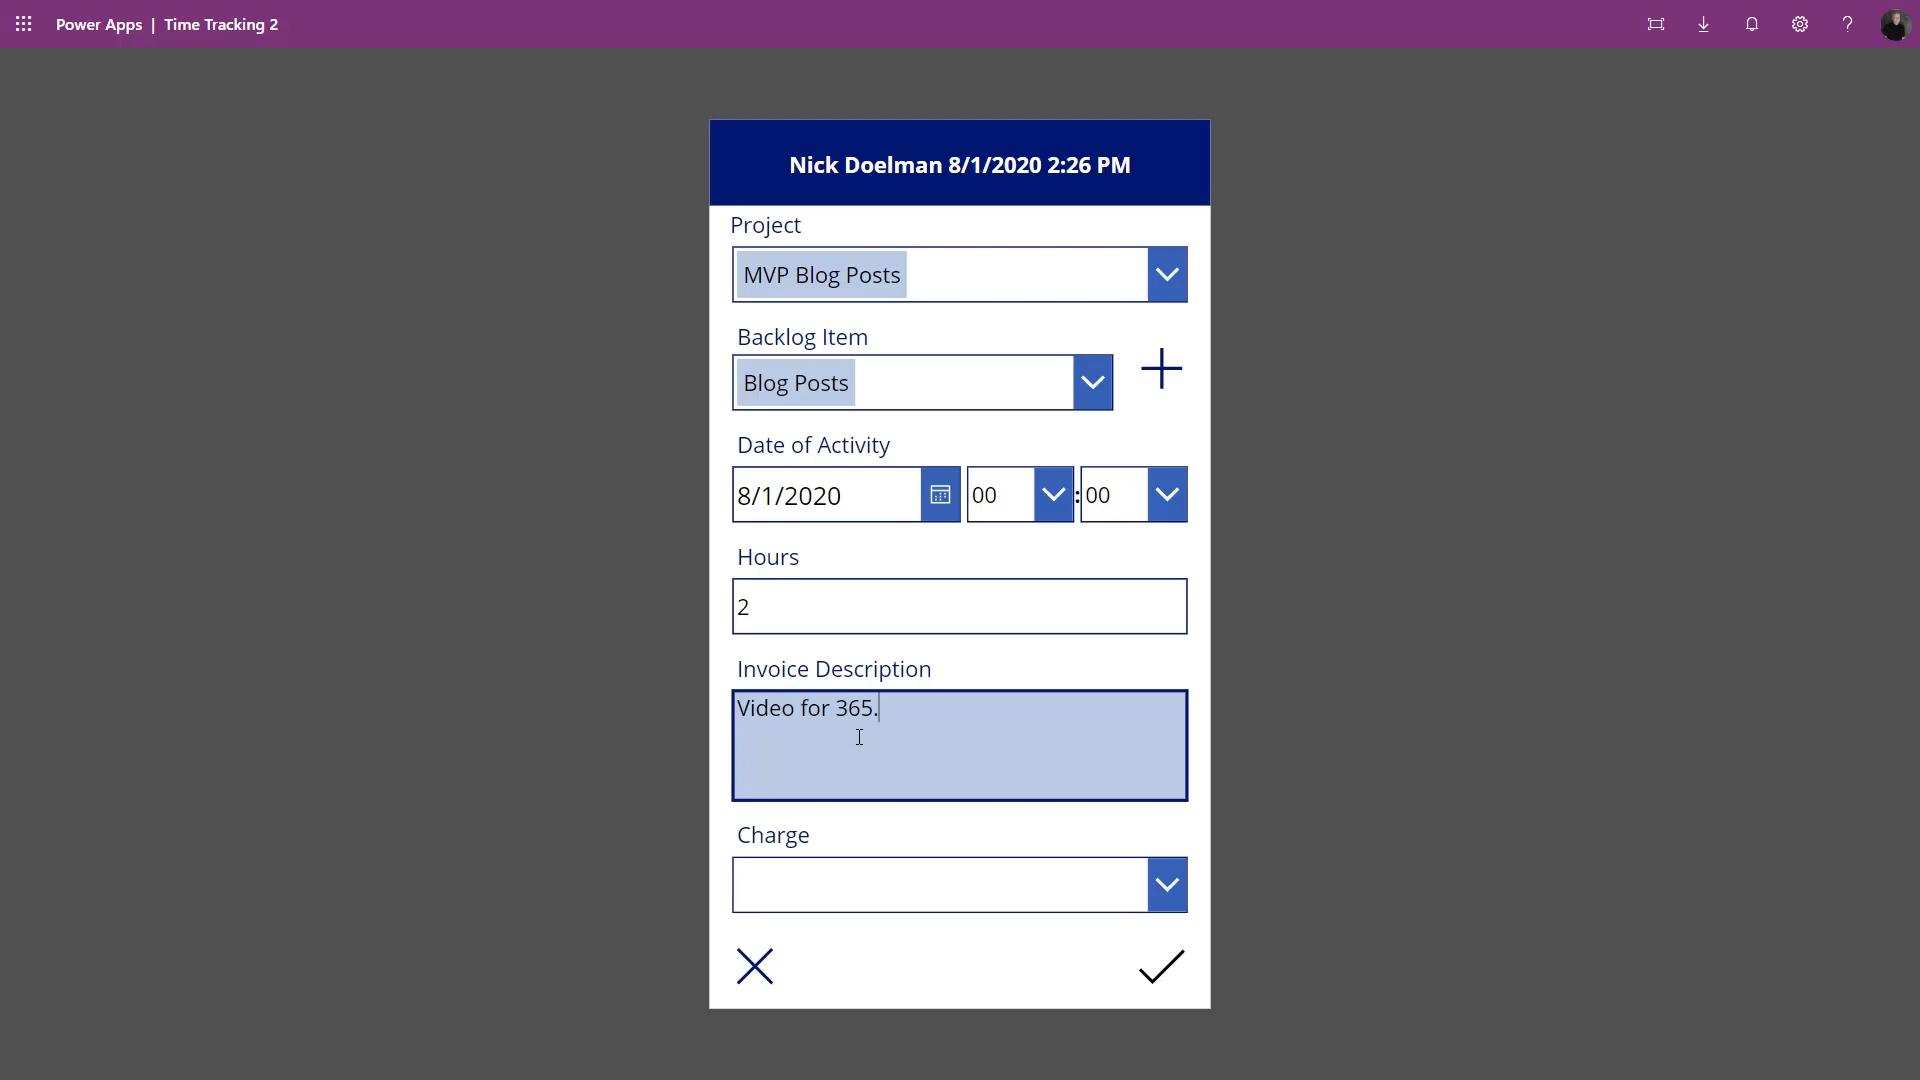 Power Apps | Time Tracking 2
Nick Doelman 8/1/2020 2:26 PM
Project
MVP Blog Posts
Backlog Item
Blog Posts
Date of Activity
8/1/2020 00 : 00
Hours
2
Invoice Description
Video for 365.
Charge